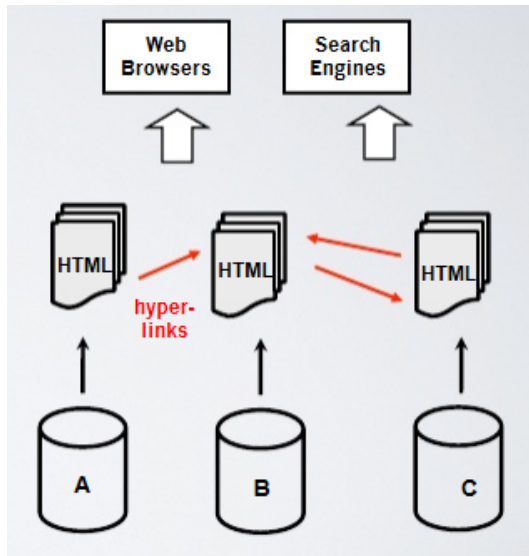 Web
Browsers
Search
Engines
HTML
HTML
HTML
hyper-
links
A
B
C